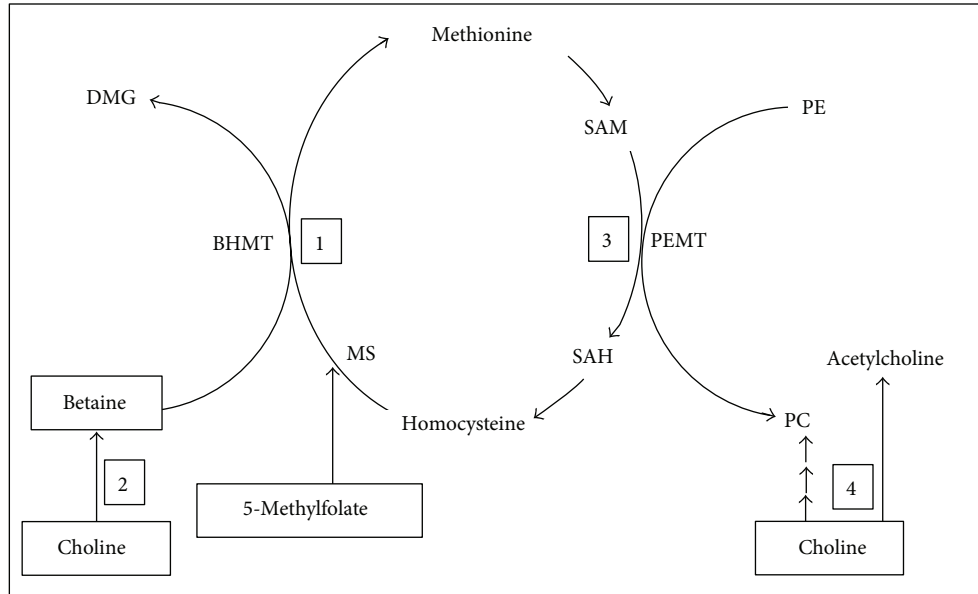 Methionine
DMG
SAM
PE
BHMT
1
3
PEMT
MS
SAH
Acetylcholine
Betaine
Homocysteine
PC
2
5-Methylfolate
4
Choline
Choline